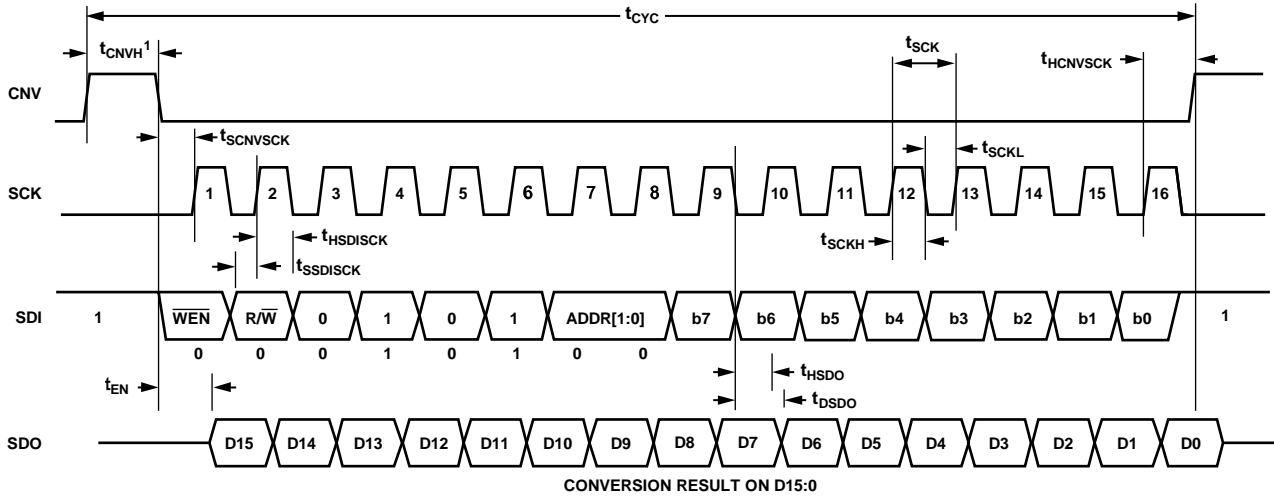 tCYC
tCNVH1
tSCK
tHCNVSCK
CNV
tSCNVSCK
tSCKL
SCK 1 2 3 4 5 6 7 8 9 10 11 12 13 14 15 16
tHSDISCK
tSCKH
tSSDISCK
SDI 1 WEN R/W 0 1 0 1 ADDR[1:0] b7 b6 b5 b4 b3 b2 b1 b0 1
0 0 0 1 0 1 0 0
tHSDO
tEN
tDSDO
SDO D15 D14 D13 D12 D11 D10 D9 D8 D7 D6 D5 D4 D3 D2 D1 D0
CONVERSION RESULT ON D15:0